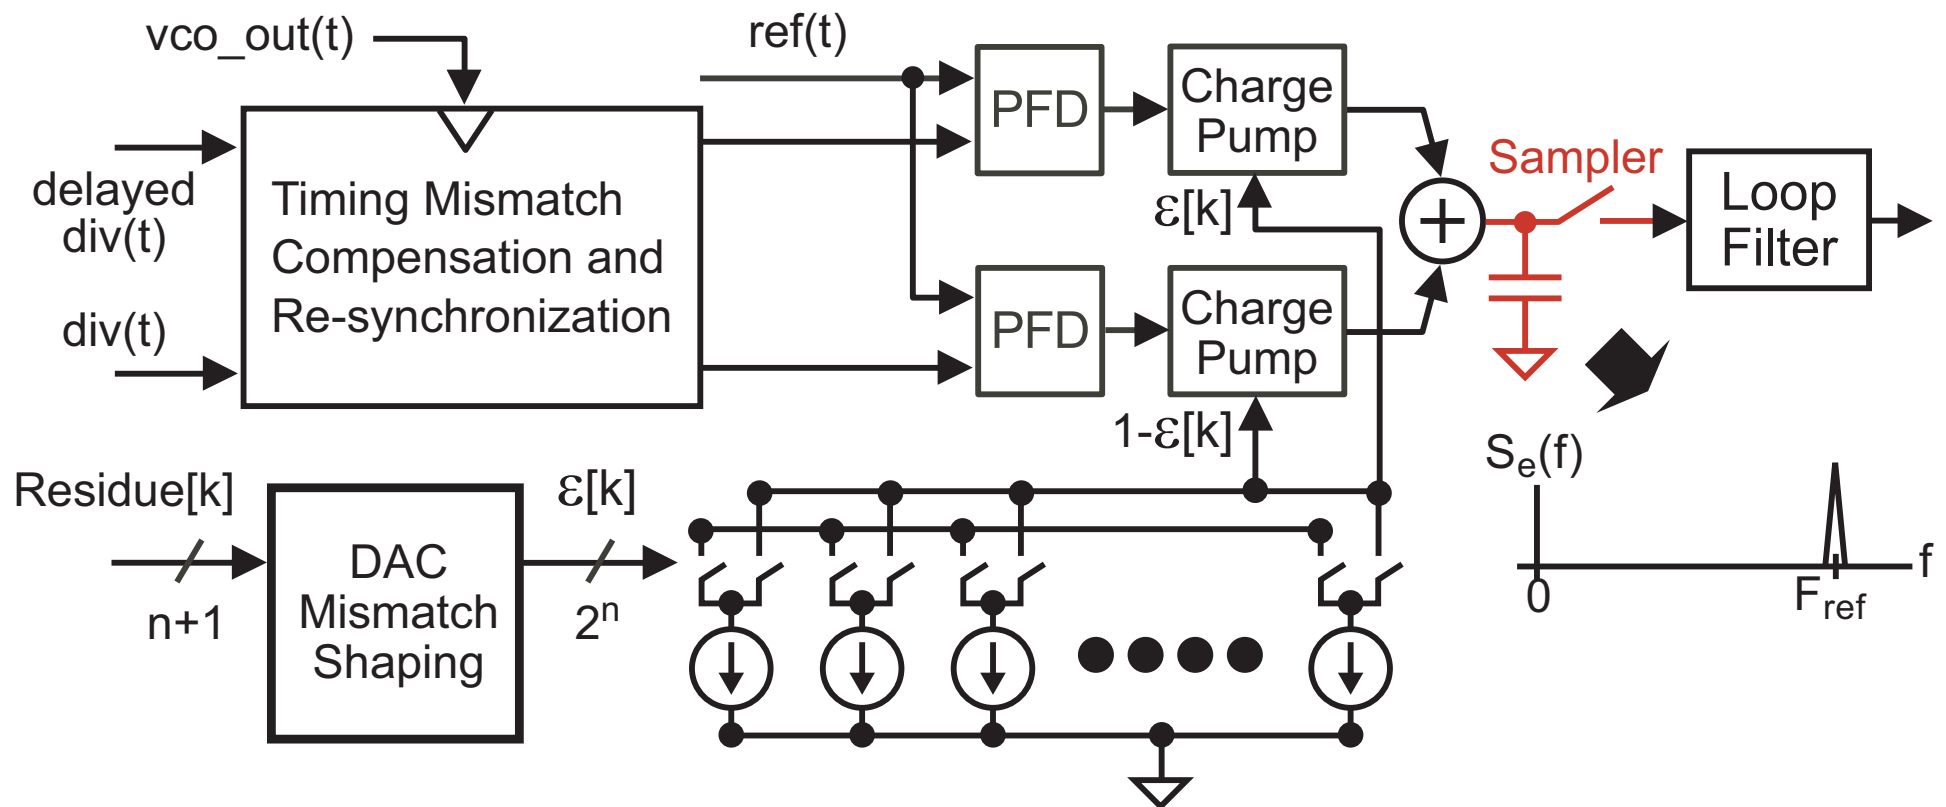 vco_out(t)
ref(t)
delayed
div(t)
div(t)
Timing Mismatch
Compensation and
Re-synchronization
PFD
Charge
Pump
ε[k]
PFD
Charge
Pump
1-ε[k]
+
Sampler
Loop
Filter
Residue[k]
n+1
DAC
Mismatch
Shaping
ε[k]
2ⁿ
Sₑ(f)
0
F_ref
f